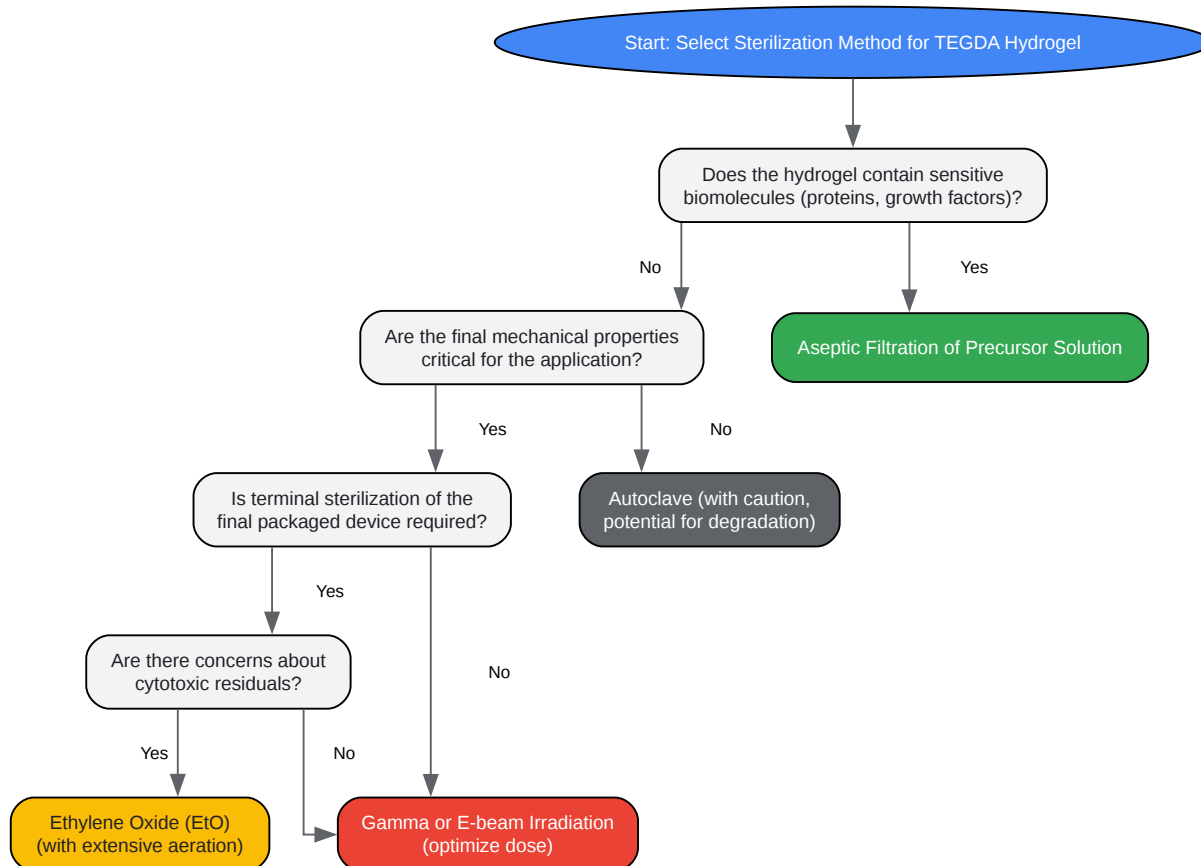 Start: Select Sterilization Method for TEGDA Hydrogel
Does the hydrogel contain sensitive
biomolecules (proteins, growth factors)?
No
Yes
Are the final mechanical properties
critical for the application?
Aseptic Filtration of Precursor Solution
Yes
No
Is terminal sterilization of the
final packaged device required?
Autoclave (with caution,
potential for degradation)
Yes
No
Are there concerns about
cytotoxic residuals?
Yes
No
Ethylene Oxide (EtO)
(with extensive aeration)
Gamma or E-beam Irradiation
(optimize dose)